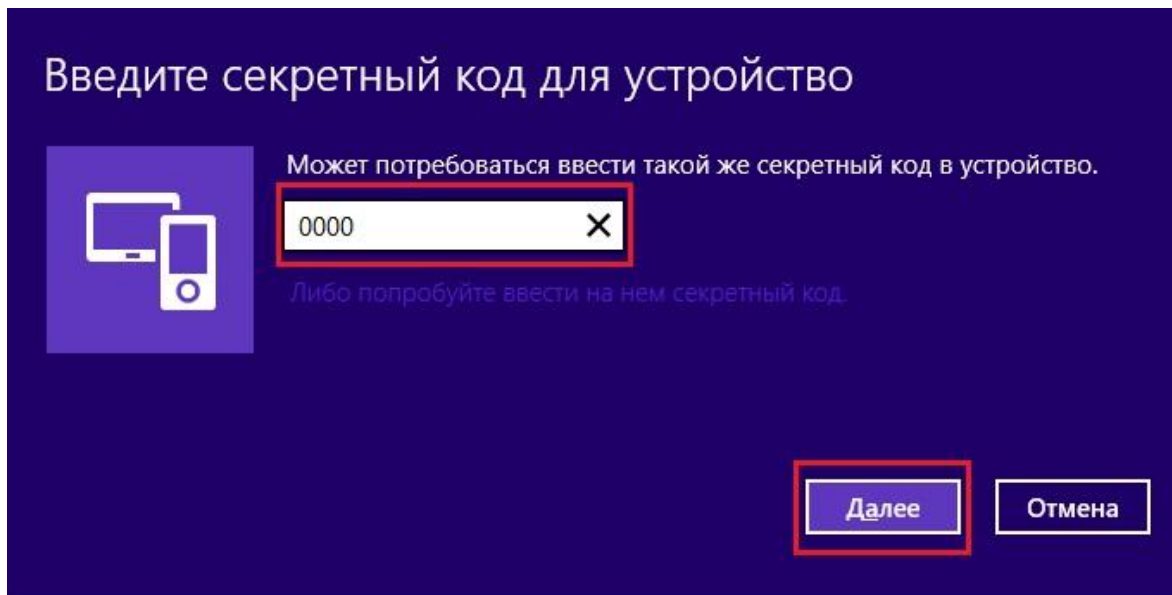 Введите секретный код для устройство
Может потребоваться ввести такой же секретный код в устройство.
0000
Либо попробуйте ввести на нем секретный код.
Далее
Отмена